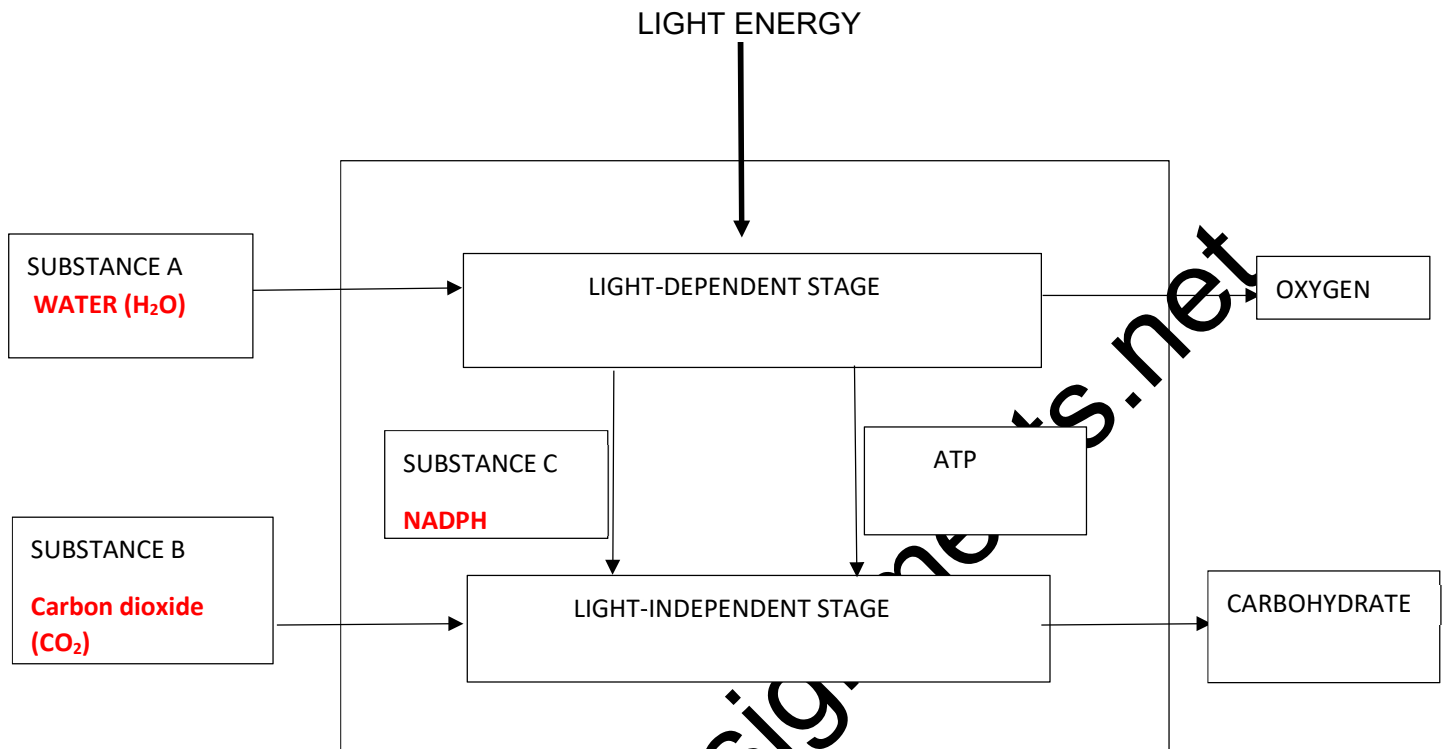 LIGHT ENERGY
SUBSTANCE A
WATER (H₂O)
LIGHT-DEPENDENT STAGE
OXYGEN
SUBSTANCE C
NADPH
ATP
SUBSTANCE B
Carbon dioxide
(CO₂)
LIGHT-INDEPENDENT STAGE
CARBOHYDRATE